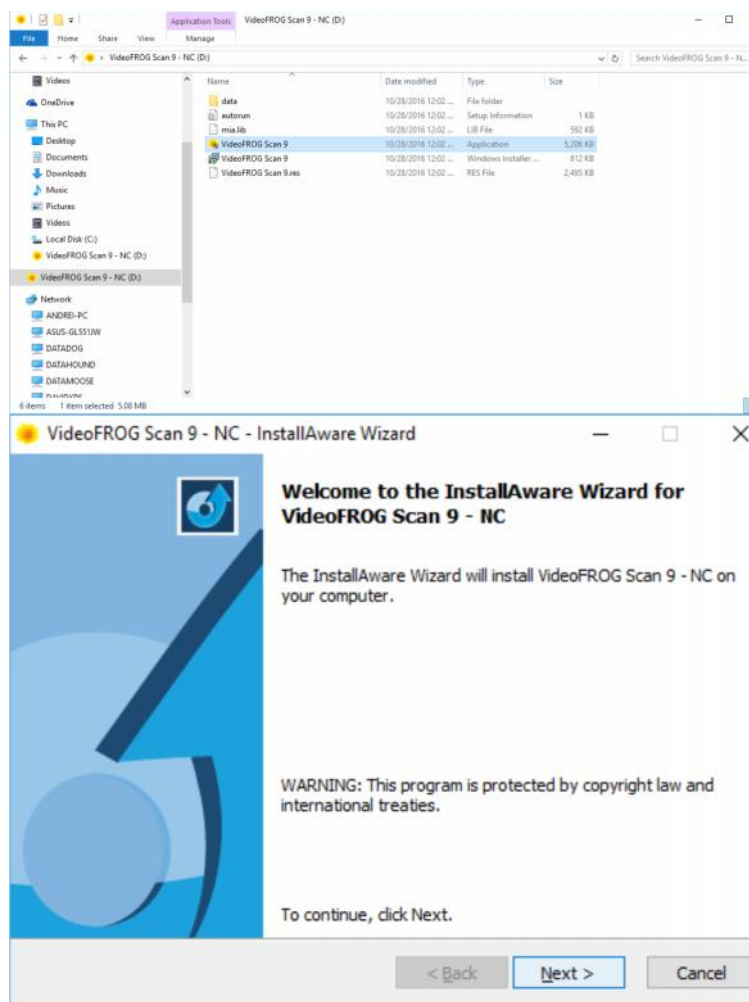 Application Tools VideoFROG Scan 9 - NC (D:)
File Home Share View Manage
VideoFROG Scan 9 - NC (D:) Search VideoFROG Scan 9 - N...
Videos
OneDrive
This PC
Desktop
Documents
Downloads
Music
Pictures
Videos
Local Disk (C:)
VideoFROG Scan 9 - NC (D:)
VideoFROG Scan 9 - NC (D:)
Network
ANDREI-PC
ASUS-GL551JW
DATADOG
DATAHOUND
DATAMOOSE
Name Date modified Type Size
data 10/28/2016 12:02 ... File folder
autorun 10/28/2016 12:02 ... Setup Information 1 KB
mia.lib 10/28/2016 12:02 ... LIB File 592 KB
VideoFROG Scan 9 10/28/2016 12:02 ... Application 5,206 KB
VideoFROG Scan 9 10/28/2016 12:02 ... Windows Installer ... 812 KB
VideoFROG Scan 9.res 10/28/2016 12:02 ... RES File 2,495 KB
6 items 1 item selected 5.08 MB
VideoFROG Scan 9 - NC - InstallAware Wizard
Welcome to the InstallAware Wizard for
VideoFROG Scan 9 - NC
The InstallAware Wizard will install VideoFROG Scan 9 - NC on
your computer.
WARNING: This program is protected by copyright law and
international treaties.
To continue, click Next.
< Back Next > Cancel